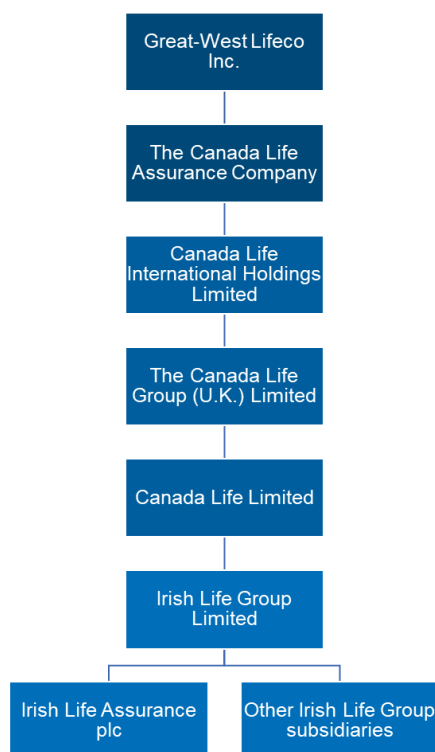 Great-West Lifeco
Inc.
The Canada Life
Assurance Company
Canada Life
International Holdings
Limited
The Canada Life
Group (U.K.) Limited
Canada Life Limited
Irish Life Group
Limited
Irish Life Assurance
plc
Other Irish Life Group
subsidiaries